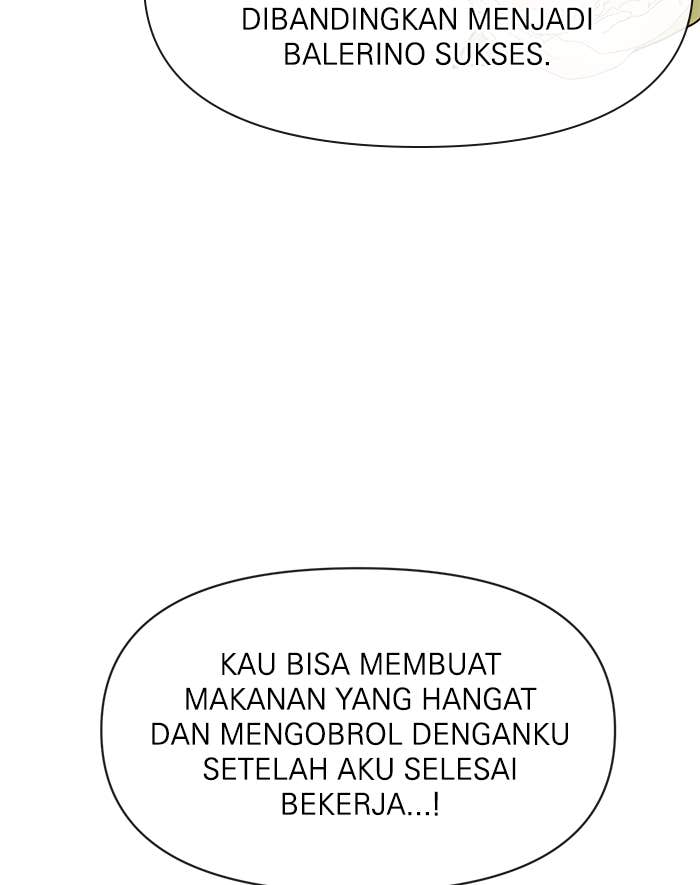 DIBANDINGKAN MENJADI
BALERINO SUKSES.
KAU BISA MEMBUAT
MAKANAN YANG HANGAT
DAN MENGOBROL DENGANKU
SETELAH AKU SELESAI
BEKERJA...!